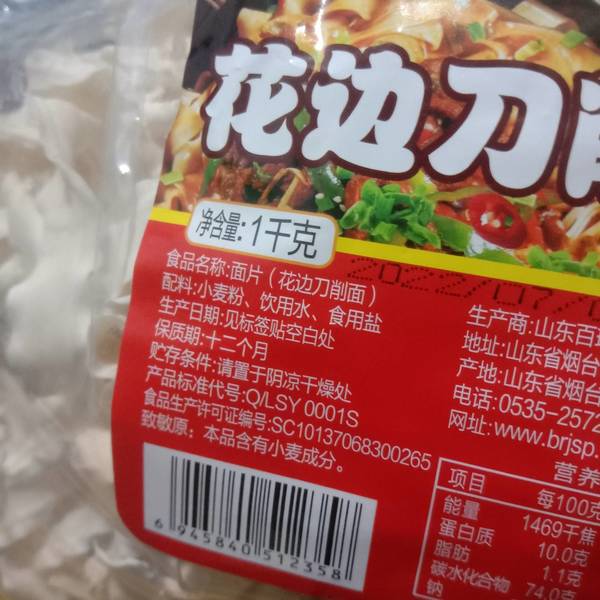 花边刀削
净含量:1千克
2022/07/0
食品名称:面片（花边刀削面）
配料:小麦粉、饮用水、食用盐
生产日期:见标签贴空白处
保质期:十二个月
贮存条件:请置于阴凉干燥处
产品标准代号:Q/LSY 0001S
食品生产许可证编号:SC10137068300265
致敏原：本品含有小麦成分。
6 945840 512358
生产商:山东百
地址:山东省烟台
产地:山东省烟台
电话:0535-2572
网址:www.brjsp.
营养
项目 每100克
能量 1469千焦
蛋白质 10.0克
脂肪 1.1克
碳水化合物 74.0克
钠